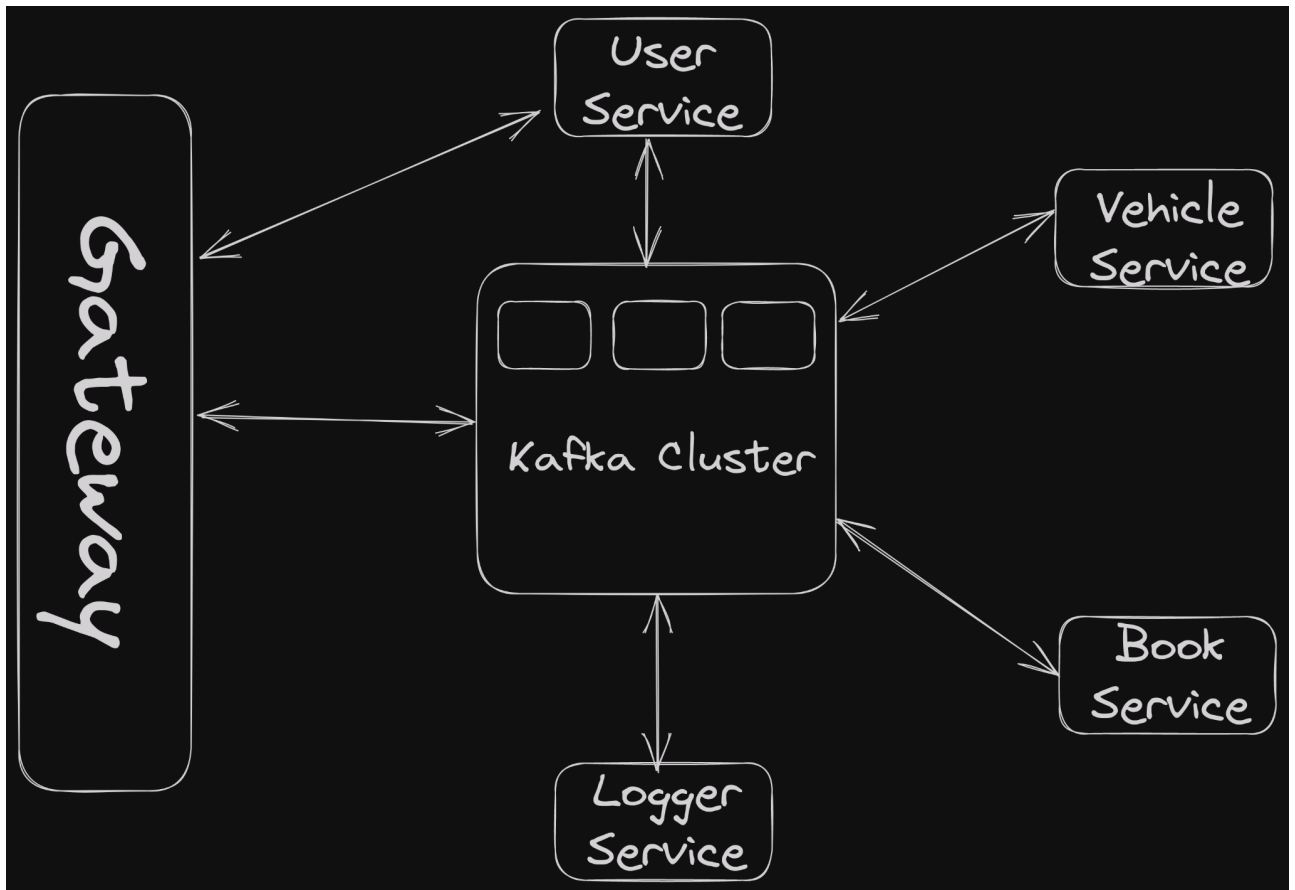 User
Service
Gateway
Vehicle
Service
Kafka Cluster
Book
Service
Logger
Service